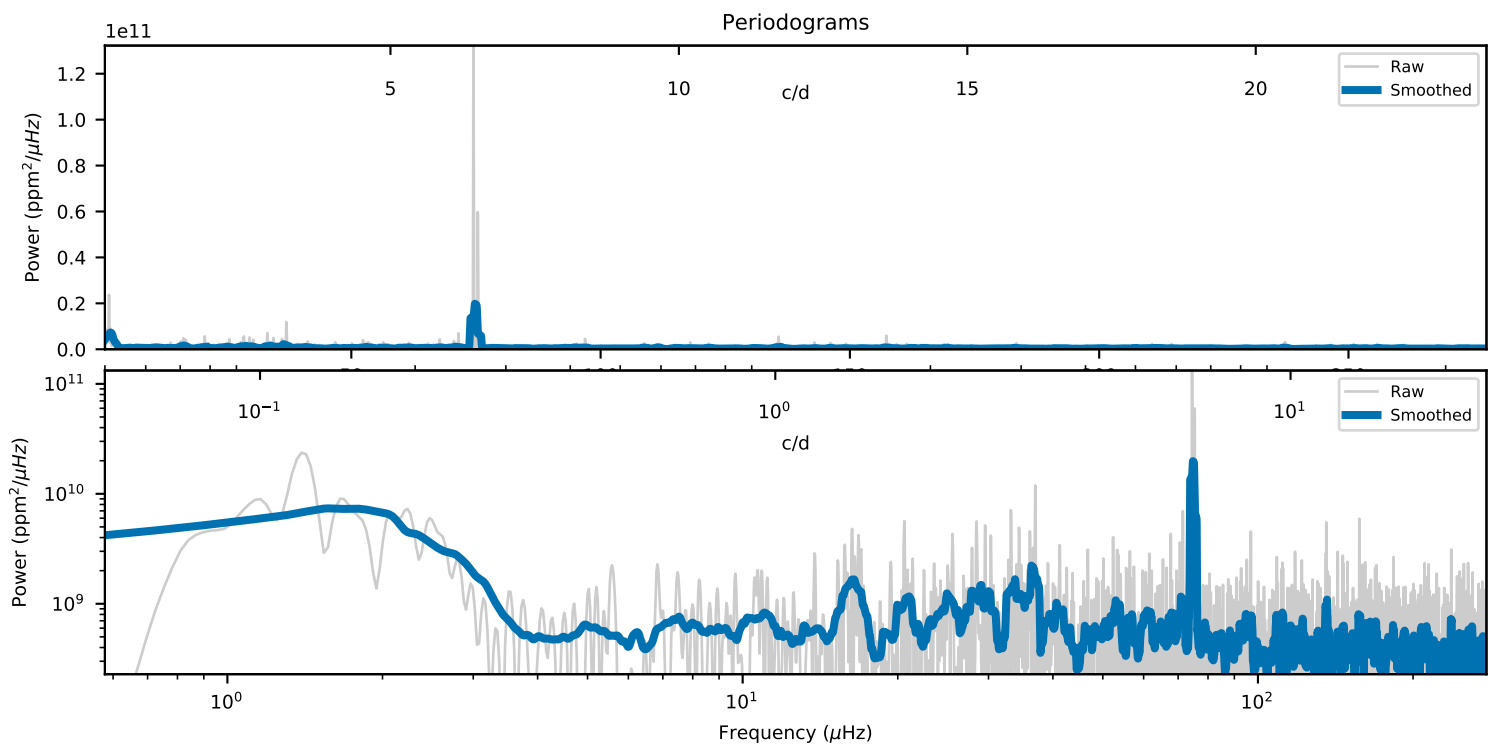 Periodograms
1e11
Power (ppm²/μHz)
1.2
1.0
0.8
0.6
0.4
0.2
0.0
5
10
15
20
c/d
Raw
Smoothed
Power (ppm²/μHz)
10¹¹
10¹⁰
10⁹
10⁻¹
10⁰
10¹
c/d
Raw
Smoothed
10⁰
10¹
10²
Frequency (μHz)